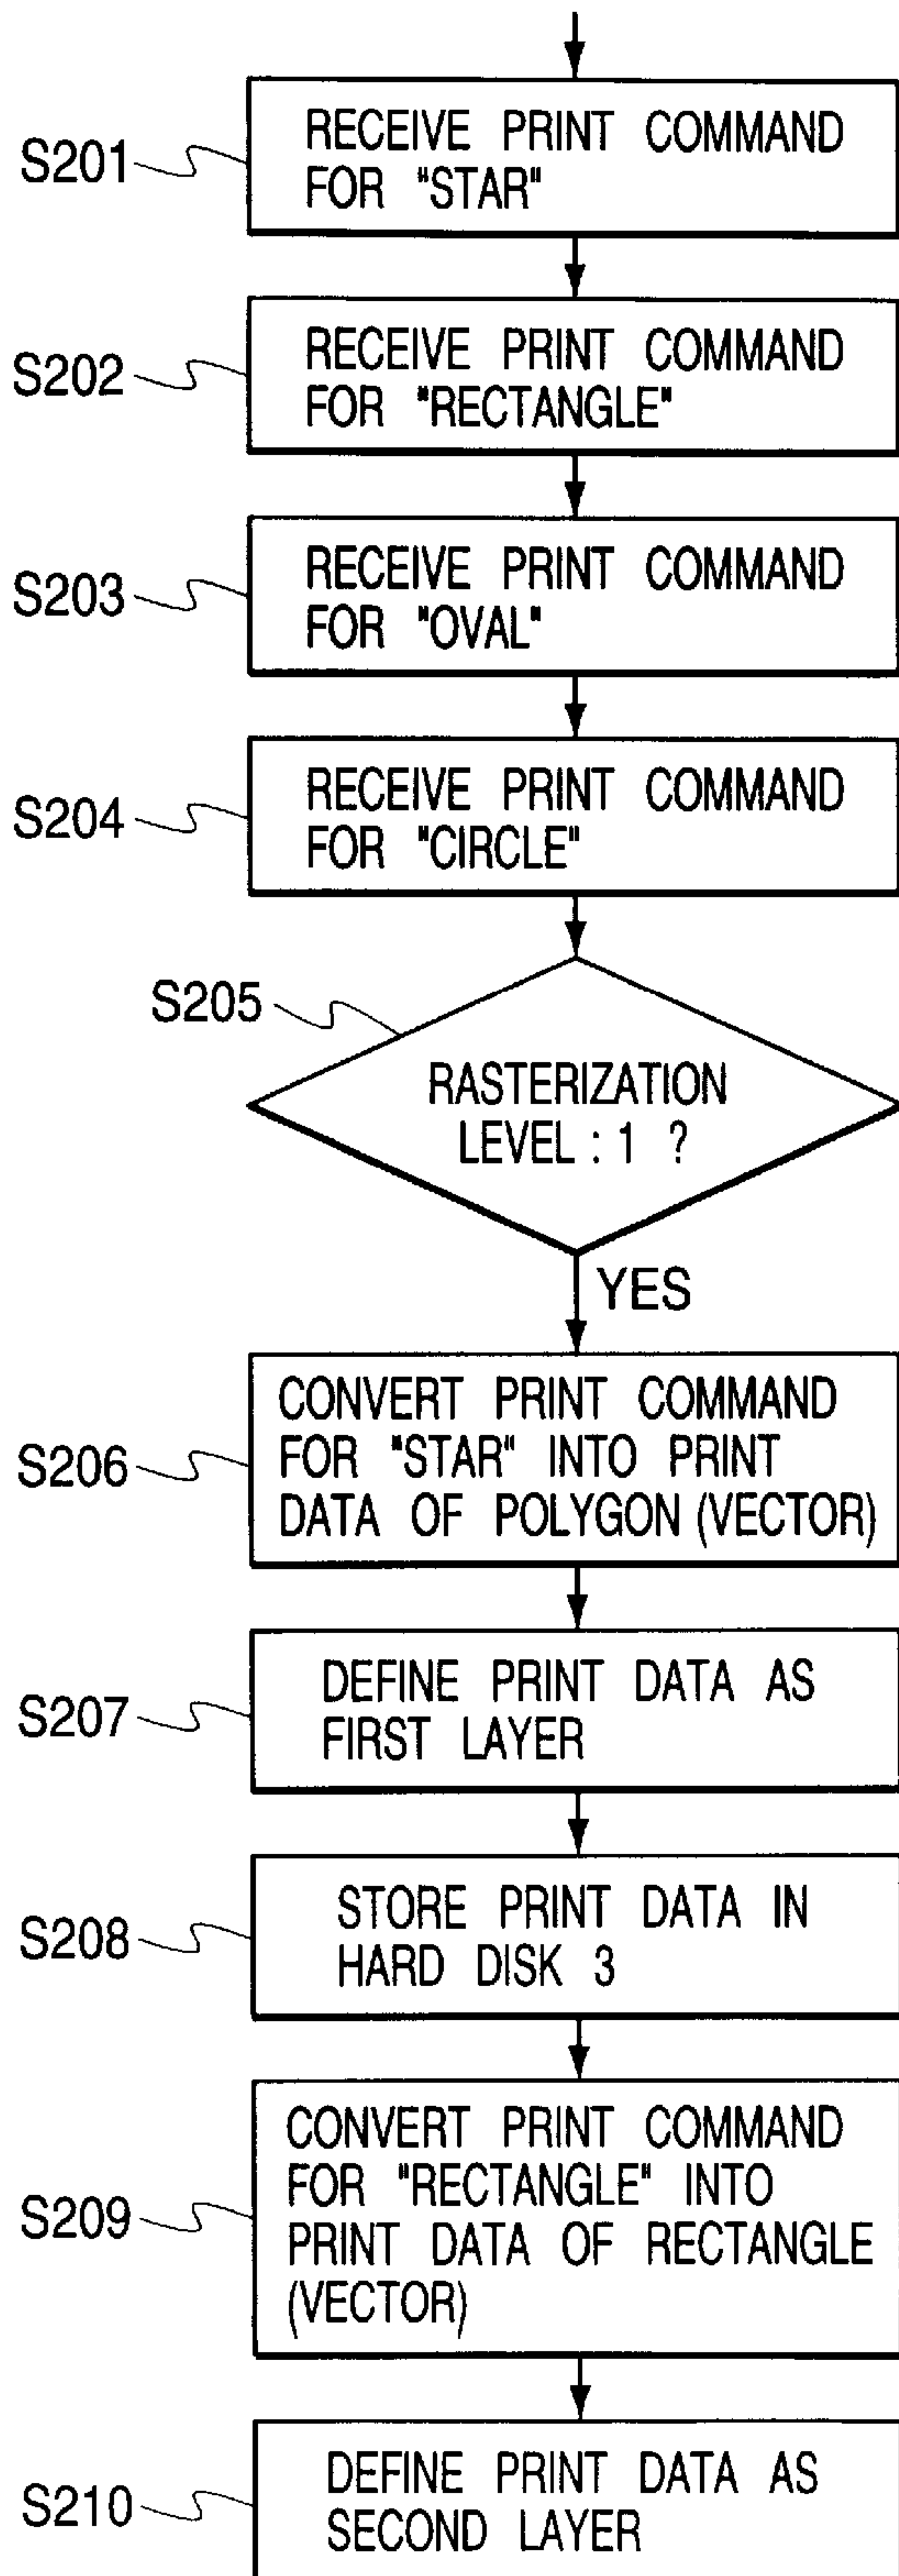 S201
RECEIVE PRINT COMMAND
FOR "STAR"
S202
RECEIVE PRINT COMMAND
FOR "RECTANGLE"
S203
RECEIVE PRINT COMMAND
FOR "OVAL"
S204
RECEIVE PRINT COMMAND
FOR "CIRCLE"
S205
RASTERIZATION
LEVEL : 1 ?
YES
S206
CONVERT PRINT COMMAND
FOR "STAR" INTO PRINT
DATA OF POLYGON (VECTOR)
S207
DEFINE PRINT DATA AS
FIRST LAYER
S208
STORE PRINT DATA IN
HARD DISK 3
S209
CONVERT PRINT COMMAND
FOR "RECTANGLE" INTO
PRINT DATA OF RECTANGLE
(VECTOR)
S210
DEFINE PRINT DATA AS
SECOND LAYER